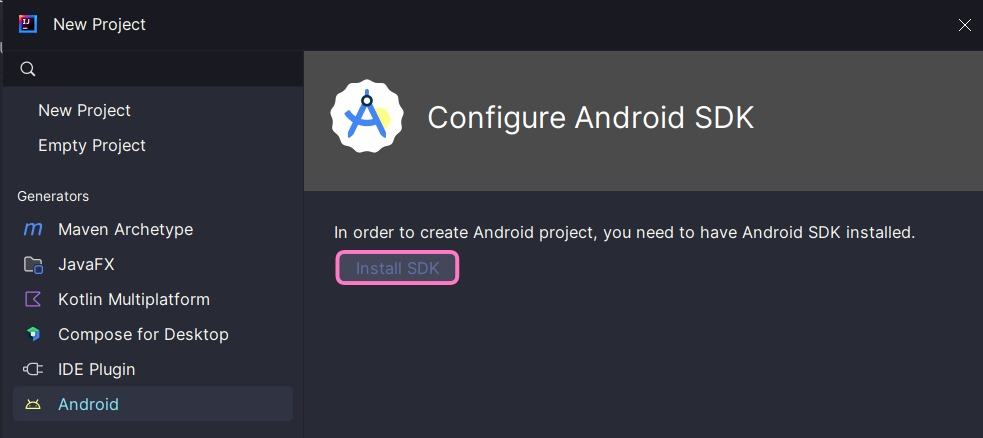 New Project
New Project
Empty Project
Generators
Maven Archetype
JavaFX
Kotlin Multiplatform
Compose for Desktop
IDE Plugin
Android
Configure Android SDK
In order to create Android project, you need to have Android SDK installed.
Install SDK